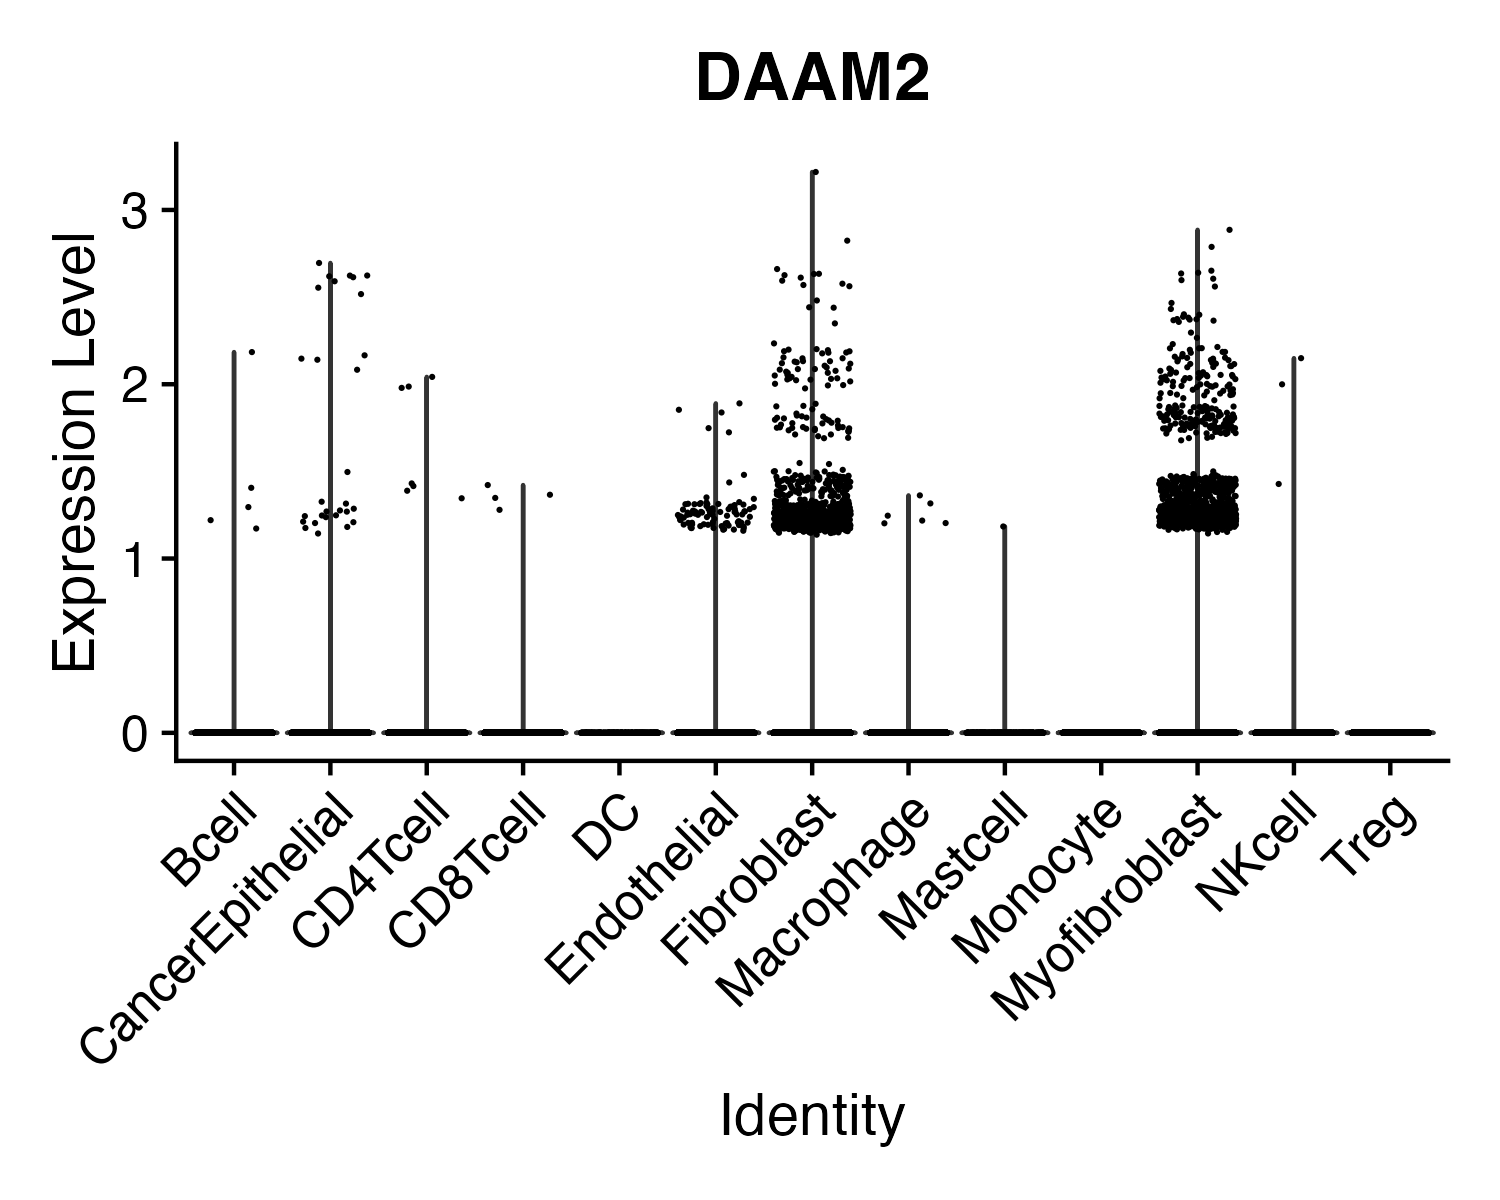 DAAM2
Expression Level
3
2
1
0
Bcell
CancerEpithelial
CD4Tcell
CD8Tcell
DC
Endothelial
Fibroblast
Macrophage
Mastcell
Monocyte
Myofibroblast
NKcell
Treg
Identity